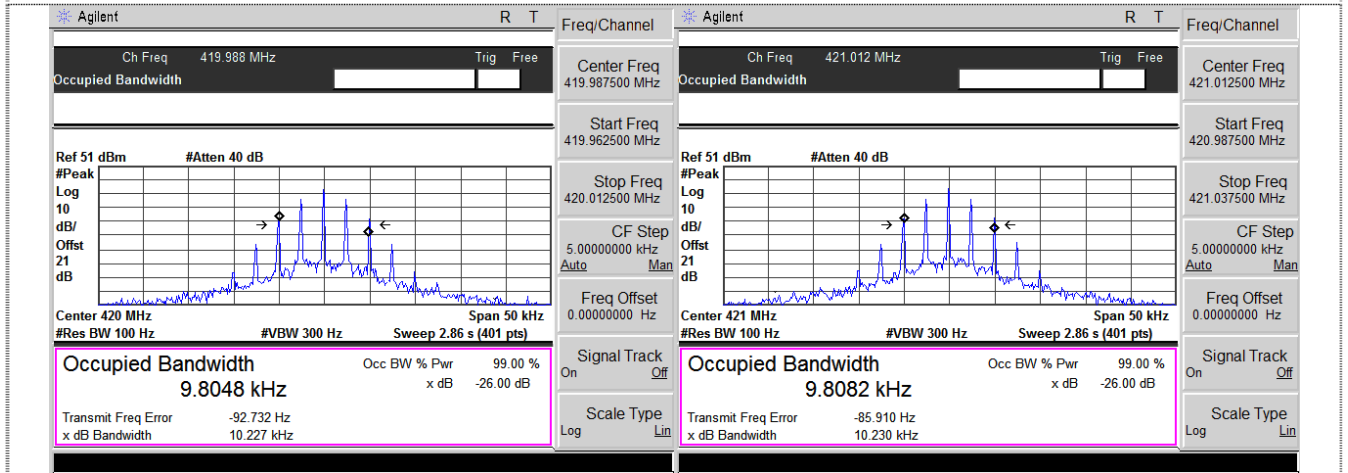 Agilent R T
Freq/Channel
Ch Freq 419.988 MHz Trig Free
Occupied Bandwidth
Center Freq
419.987500 MHz
Start Freq
419.962500 MHz
Ref 51 dBm #Atten 40 dB
#Peak
Log
10
dB/
Offst
21
dB
Stop Freq
420.012500 MHz
CF Step
5.00000000 kHz
Auto Man
Freq Offset
0.00000000 Hz
Center 420 MHz Span 50 kHz
#Res BW 100 Hz #VBW 300 Hz Sweep 2.86 s (401 pts)
Occupied Bandwidth Occ BW % Pwr 99.00 %
9.8048 kHz x dB -26.00 dB
Transmit Freq Error -92.732 Hz
x dB Bandwidth 10.227 kHz
Signal Track
On Off
Scale Type
Log Lin
Agilent R T
Freq/Channel
Ch Freq 421.012 MHz Trig Free
Occupied Bandwidth
Center Freq
421.012500 MHz
Start Freq
420.987500 MHz
Ref 51 dBm #Atten 40 dB
#Peak
Log
10
dB/
Offst
21
dB
Stop Freq
421.037500 MHz
CF Step
5.00000000 kHz
Auto Man
Freq Offset
0.00000000 Hz
Center 421 MHz Span 50 kHz
#Res BW 100 Hz #VBW 300 Hz Sweep 2.86 s (401 pts)
Occupied Bandwidth Occ BW % Pwr 99.00 %
9.8082 kHz x dB -26.00 dB
Transmit Freq Error -85.910 Hz
x dB Bandwidth 10.230 kHz
Signal Track
On Off
Scale Type
Log Lin